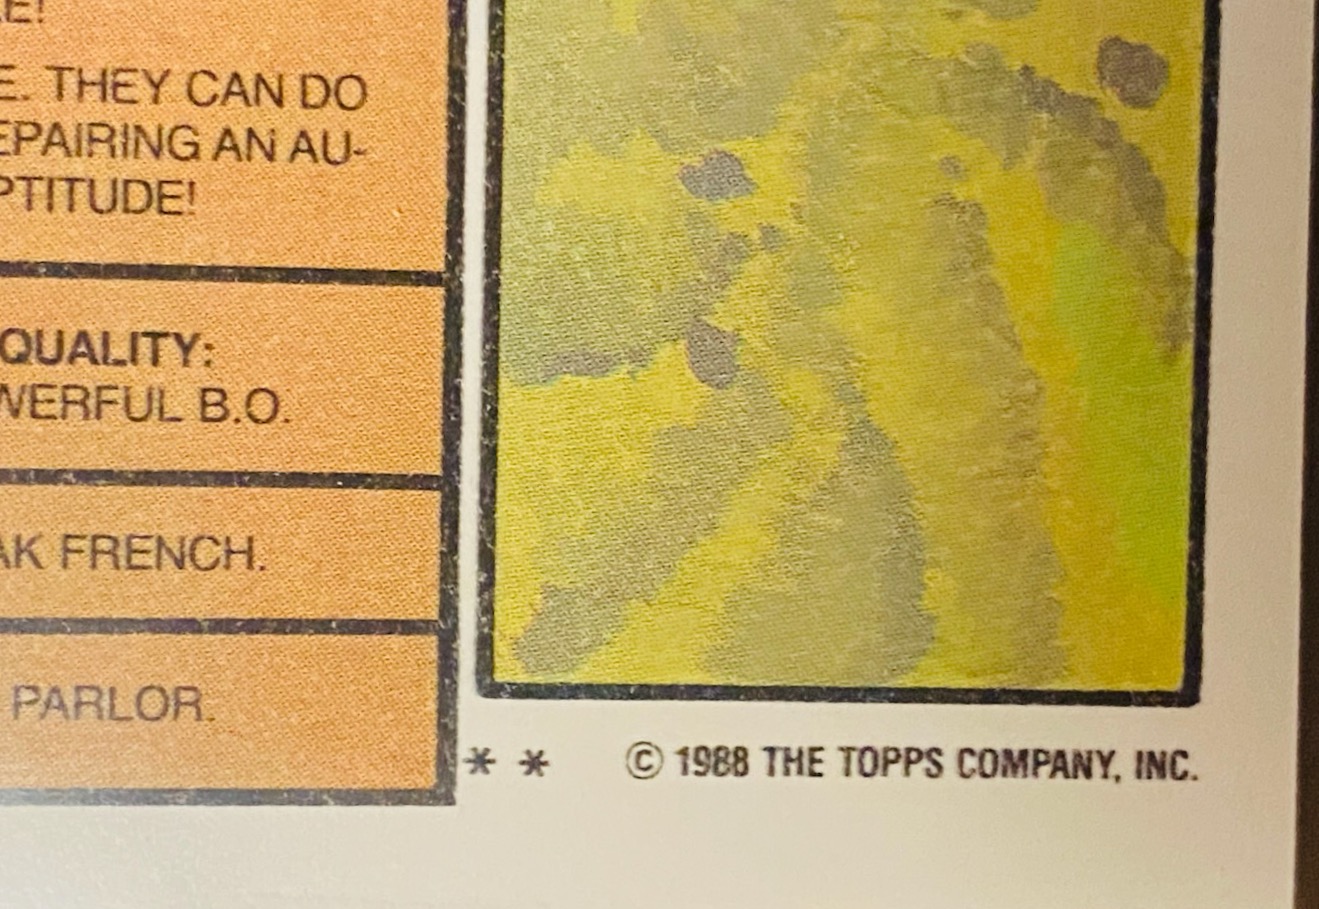 E!
E. THEY CAN DO
EPAIRING AN AU-
PTITUDE!
QUALITY:
WERFUL B.O.
AK FRENCH.
PARLOR.
* * © 1988 THE TOPPS COMPANY, INC.